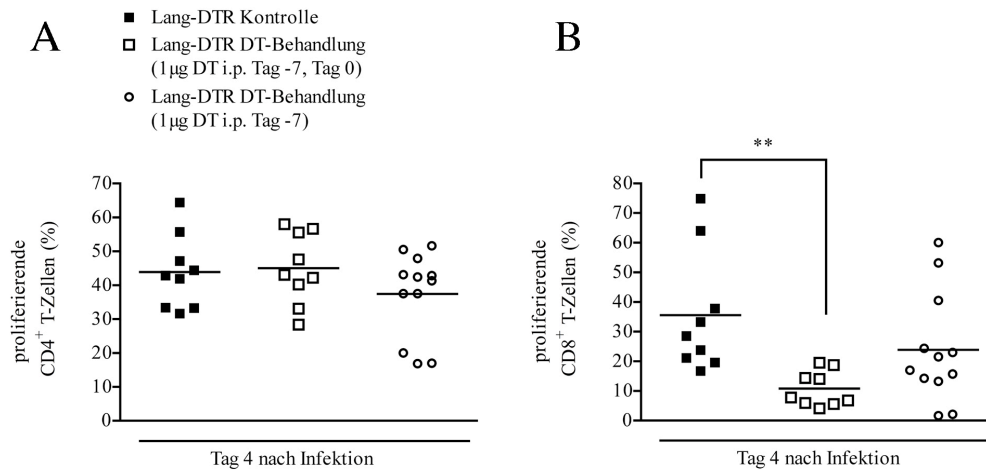 A
Lang-DTR Kontrolle
Lang-DTR DT-Behandlung
(1µg DT i.p. Tag -7, Tag 0)
Lang-DTR DT-Behandlung
(1µg DT i.p. Tag -7)
proliferierende
CD4+ T-Zellen (%)
70
60
50
40
30
20
10
0
Tag 4 nach Infektion
B
**
proliferierende
CD8+ T-Zellen (%)
80
70
60
50
40
30
20
10
0
Tag 4 nach Infektion